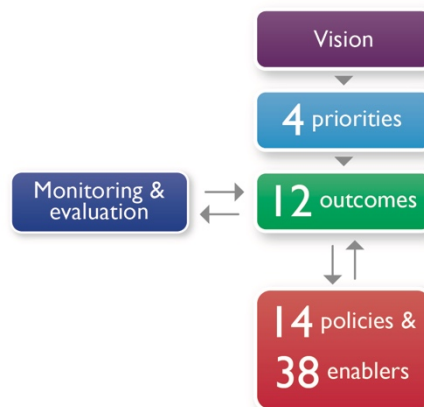 Vision
4 priorities
Monitoring &
evaluation
12 outcomes
14 policies &
38 enablers